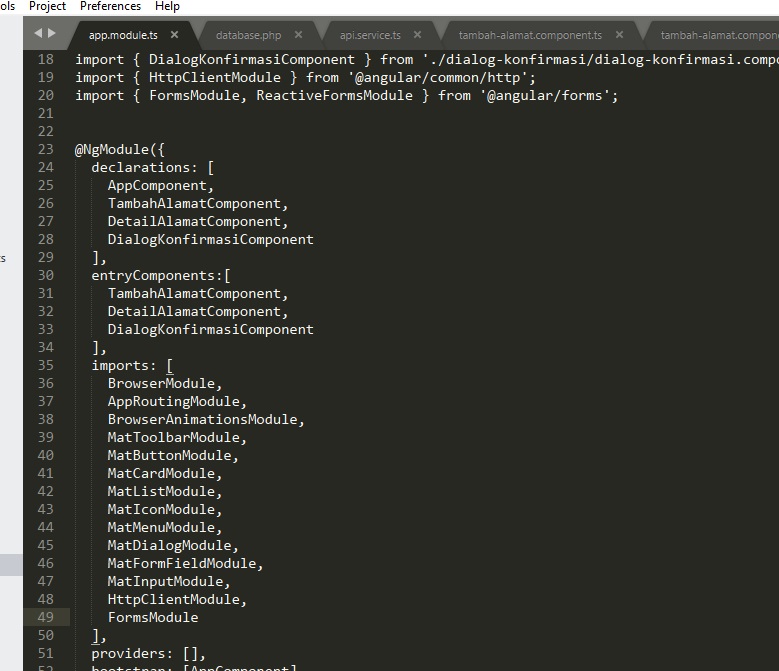 ols Project Preferences Help
app.module.ts × database.php × api.service.ts × tambah-alamat.component.ts × tambah-alamat.compon
18 import { DialogKonfirmasiComponent } from './dialog-konfirmasi/dialog-konfirmasi.compo
19 import { HttpClientModule } from '@angular/common/http';
20 import { FormsModule, ReactiveFormsModule } from '@angular/forms';
21
22
23 @NgModule({
24 declarations: [
25 AppComponent,
26 TambahAlamatComponent,
27 DetailAlamatComponent,
28 DialogKonfirmasiComponent
29 ],
30 entryComponents:[
31 TambahAlamatComponent,
32 DetailAlamatComponent,
33 DialogKonfirmasiComponent
34 ],
35 imports: [
36 BrowserModule,
37 AppRoutingModule,
38 BrowserAnimationsModule,
39 MatToolbarModule,
40 MatButtonModule,
41 MatCardModule,
42 MatListModule,
43 MatIconModule,
44 MatMenuModule,
45 MatDialogModule,
46 MatFormFieldModule,
47 MatInputModule,
48 HttpClientModule,
49 FormsModule
50 ],
51 providers: [],
52 bootstrap: [AppComponent]